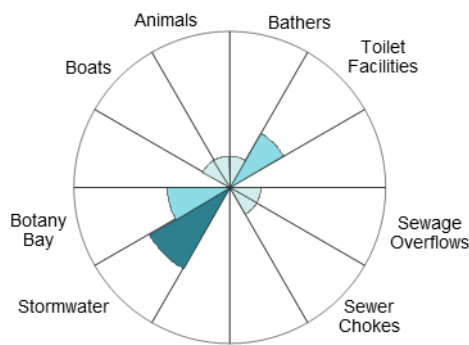 Animals
Bathers
Toilet
Facilities
Boats
Botany
Bay
Sewage
Overflows
Stormwater
Sewer
Chokes